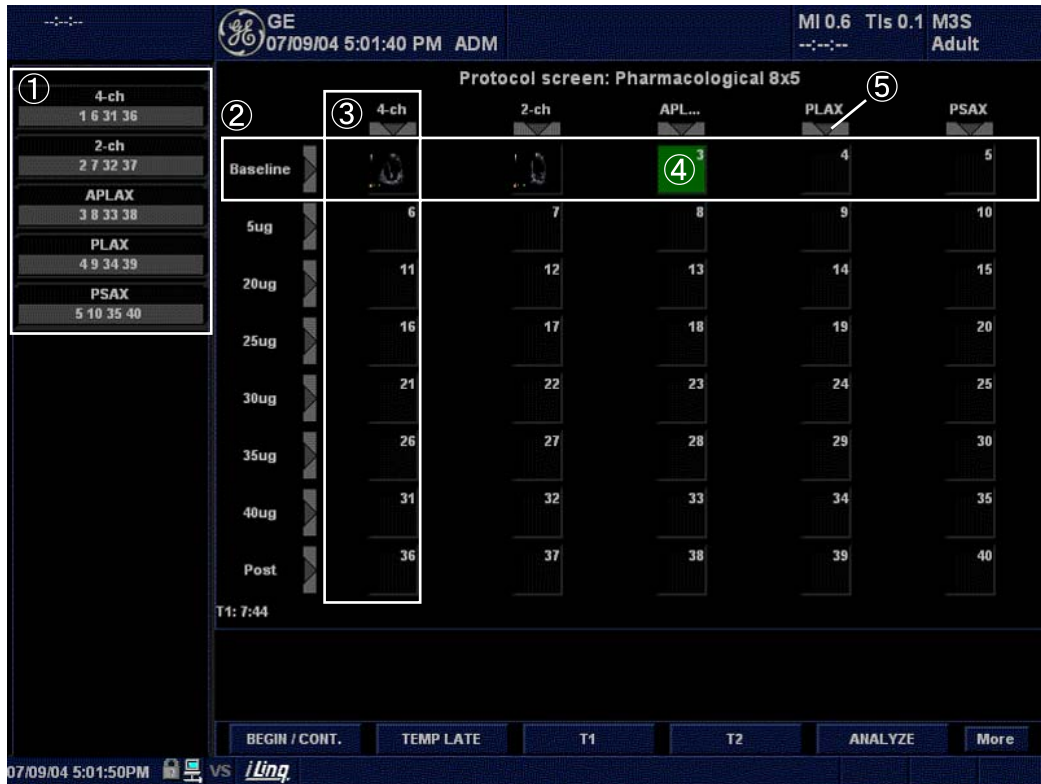 --:--:--
GE
07/09/04 5:01:40 PM ADM
MI 0.6 TIs 0.1 M3S
--:--:-- Adult
①
4-ch
1 6 31 36
2-ch
2 7 32 37
APLAX
3 8 33 38
PLAX
4 9 34 39
PSAX
5 10 35 40
Protocol screen: Pharmacological 8x5
② ③ 4-ch 2-ch APL... PLAX ⑤ PSAX
Baseline ④ 3 4 5
5ug 6 7 8 9 10
20ug 11 12 13 14 15
25ug 16 17 18 19 20
30ug 21 22 23 24 25
35ug 26 27 28 29 30
40ug 31 32 33 34 35
Post 36 37 38 39 40
T1: 7:44
BEGIN / CONT. TEMP LATE T1 T2 ANALYZE More
07/09/04 5:01:50PM VS iLinq